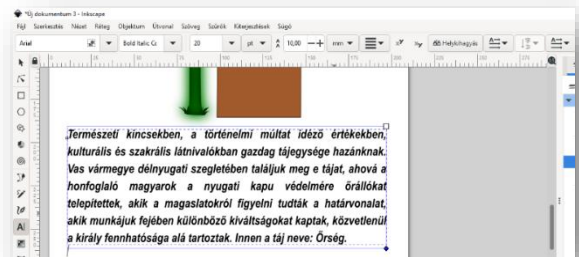 *Új dokumentum 3 - Inkscape
Fájl Szerkesztés Nézet Réteg Objektum Útvonal Szöveg Szűrők Kiterjesztések Súgó
Arial Bold Italic 20 pt 10,00 mm Helykihagyás
Természeti kincsekben, a történelmi múltat idéző értékekben,
kulturális és szakrális látnivalókban gazdag tájegysége hazánknak.
Vas vármegye délnyugati szegletében találjuk meg e tájat, ahová a
honfoglaló magyarok a nyugati kapu védelmére őrállókat
telepítettek, akik a magaslatokról figyelni tudták a határvonalat,
akik munkájuk fejében különböző kiváltságokat kaptak, közvetlenül
a király fennhatósága alá tartoztak. Innen a táj neve: Őrség.